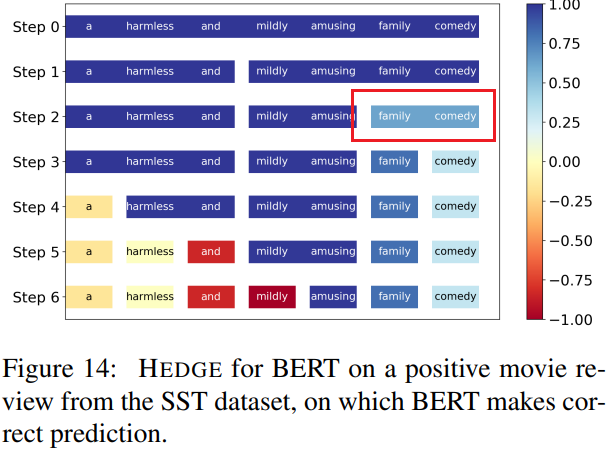 Step 0 a harmless and mildly amusing family comedy
Step 1 a harmless and mildly amusing family comedy
Step 2 a harmless and mildly amusing family comedy
Step 3 a harmless and mildly amusing family comedy
Step 4 a harmless and mildly amusing family comedy
Step 5 a harmless and mildly amusing family comedy
Step 6 a harmless and mildly amusing family comedy
1.00
0.75
0.50
0.25
0.00
−0.25
−0.50
−0.75
−1.00
Figure 14: HEDGE for BERT on a positive movie re-
view from the SST dataset, on which BERT makes cor-
rect prediction.